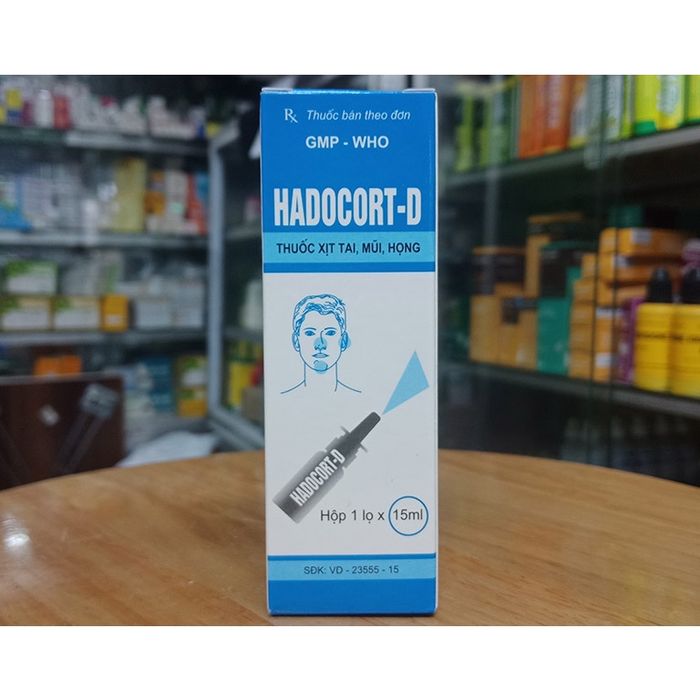 Rx Thuốc bán theo đơn
GMP - WHO
HADOCORT-D
THUỐC XỊT TAI, MŨI, HỌNG
HADOCORT-D
Hộp 1 lọ x 15ml
SĐK: VD - 23555 - 15